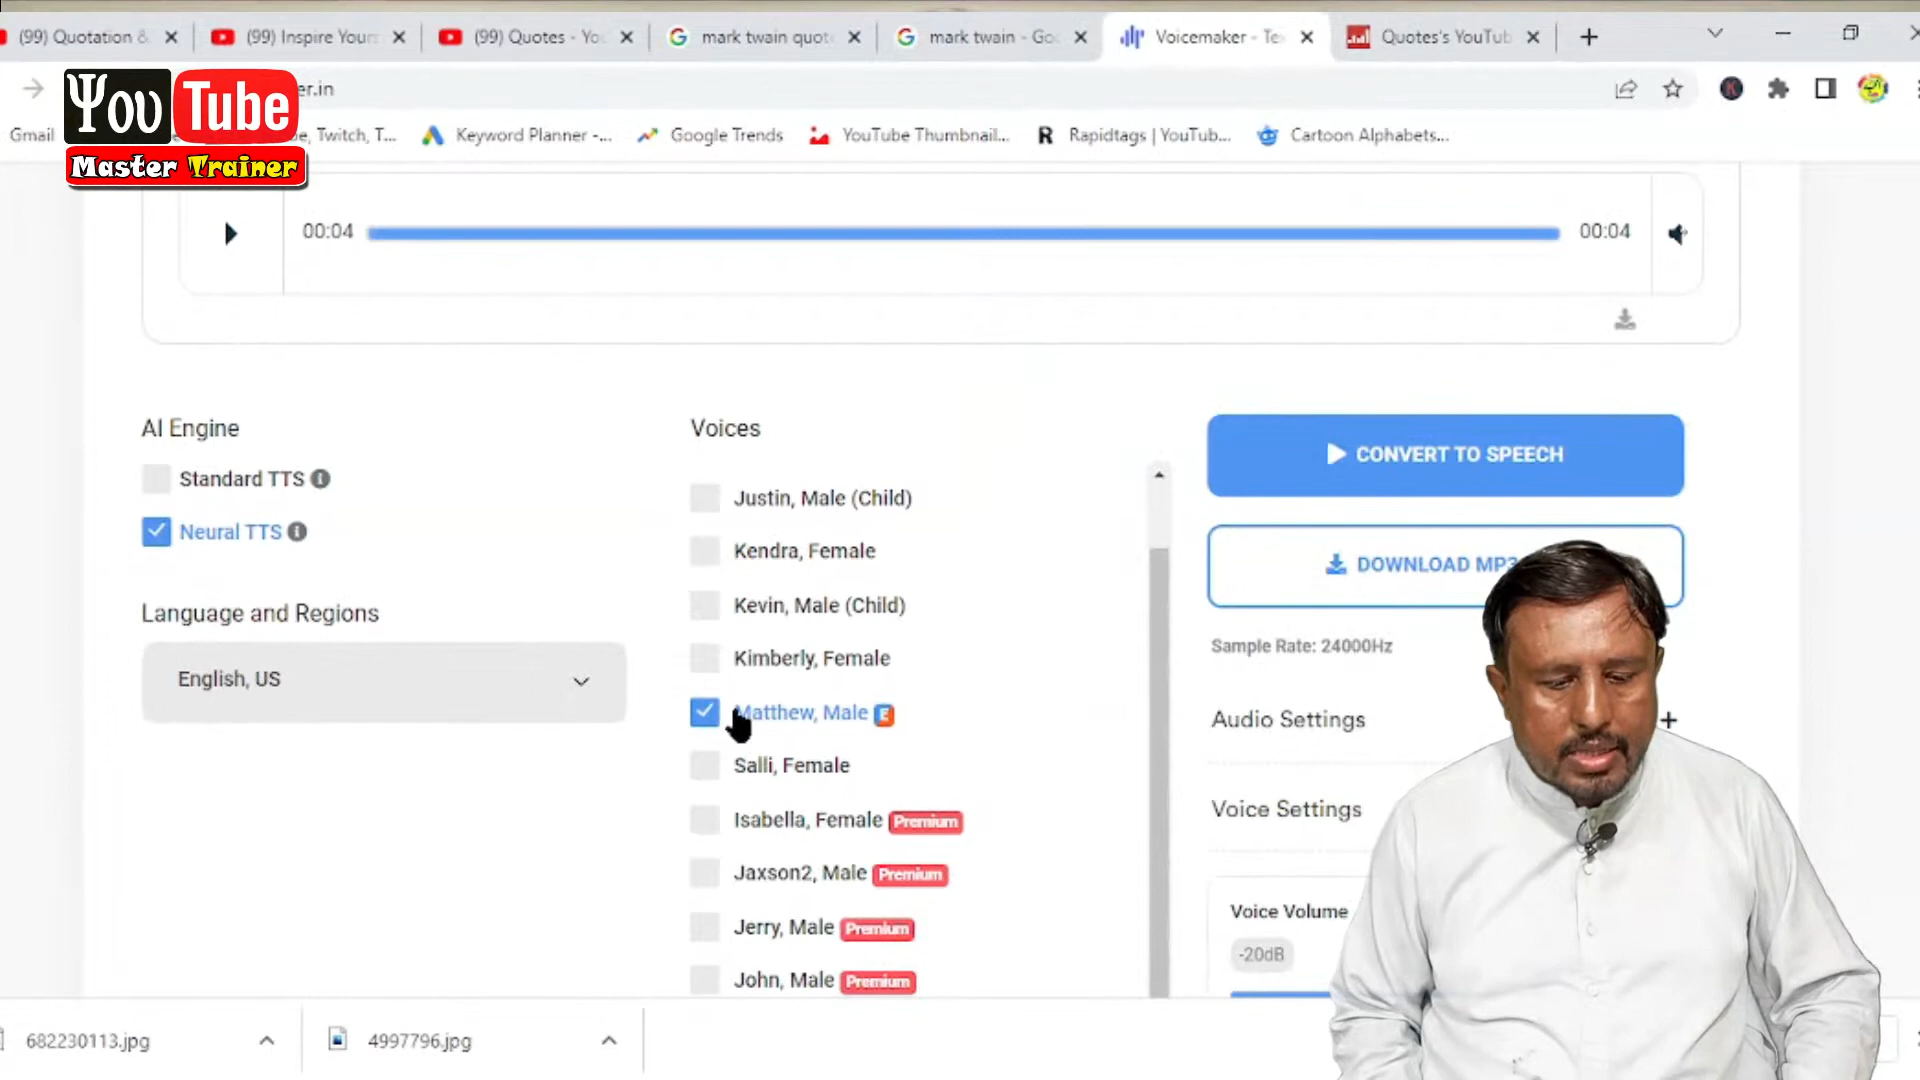 (99) Quotation &
(99) Inspire Your
(99) Quotes - Yo
mark twain quot
mark twain - Go
Voicemaker - Te
Quotes's YouTub
You Tube
Master Trainer
er.in
Gmail
be, Twitch, T...
Keyword Planner -...
Google Trends
YouTube Thumbnail...
Rapidtags | YouTub...
Cartoon Alphabets...
00:04
00:04
AI Engine
Standard TTS
Neural TTS
Language and Regions
English, US
Voices
Justin, Male (Child)
Kendra, Female
Kevin, Male (Child)
Kimberly, Female
Matthew, Male E
Salli, Female
Isabella, Female Premium
Jaxson2, Male Premium
Jerry, Male Premium
John, Male Premium
CONVERT TO SPEECH
DOWNLOAD MP3
Sample Rate: 24000Hz
Audio Settings
Voice Settings
Voice Volume
-20dB
682230113.jpg
4997796.jpg